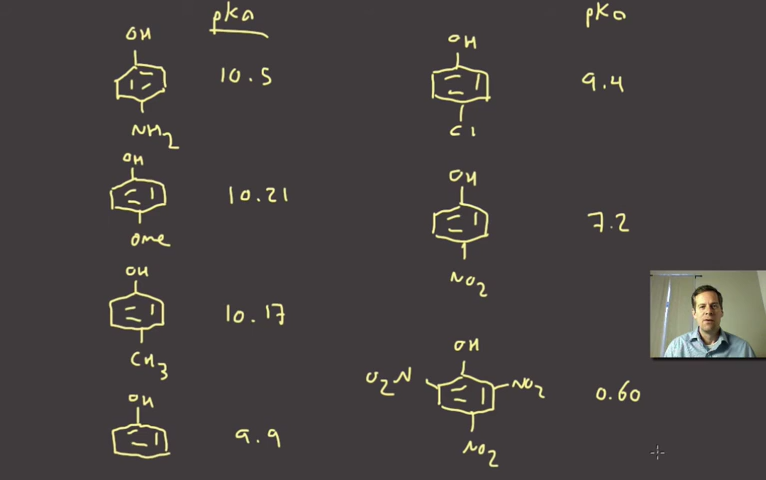 pKa
OH
10.5
NH2
OH
10.21
OMe
OH
10.17
CH3
OH
9.9
pKa
OH
9.4
Cl
OH
7.2
NO2
OH
O2N
NO2
0.60
NO2